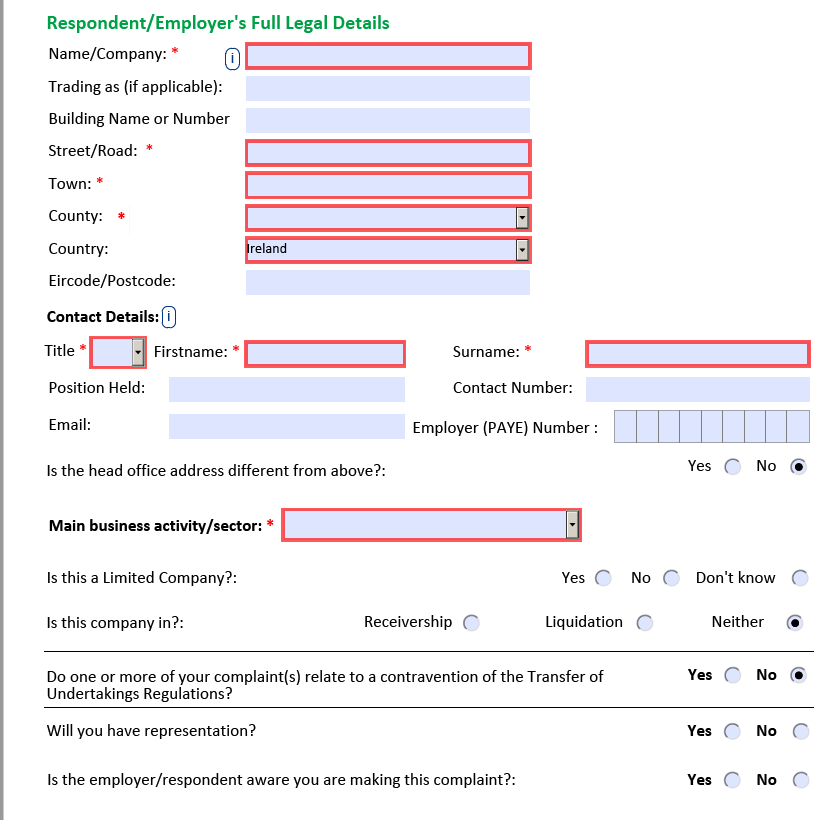 Respondent/Employer's Full Legal Details
Name/Company: * i
Trading as (if applicable):
Building Name or Number
Street/Road: *
Town: *
County: *
Country: Ireland
Eircode/Postcode:
Contact Details: i
Title * Firstname: * Surname: *
Position Held: Contact Number:
Email: Employer (PAYE) Number :
Is the head office address different from above?: Yes No
Main business activity/sector: *
Is this a Limited Company?: Yes No Don't know
Is this company in?: Receivership Liquidation Neither
Do one or more of your complaint(s) relate to a contravention of the Transfer of Yes No
Undertakings Regulations?
Will you have representation? Yes No
Is the employer/respondent aware you are making this complaint?: Yes No